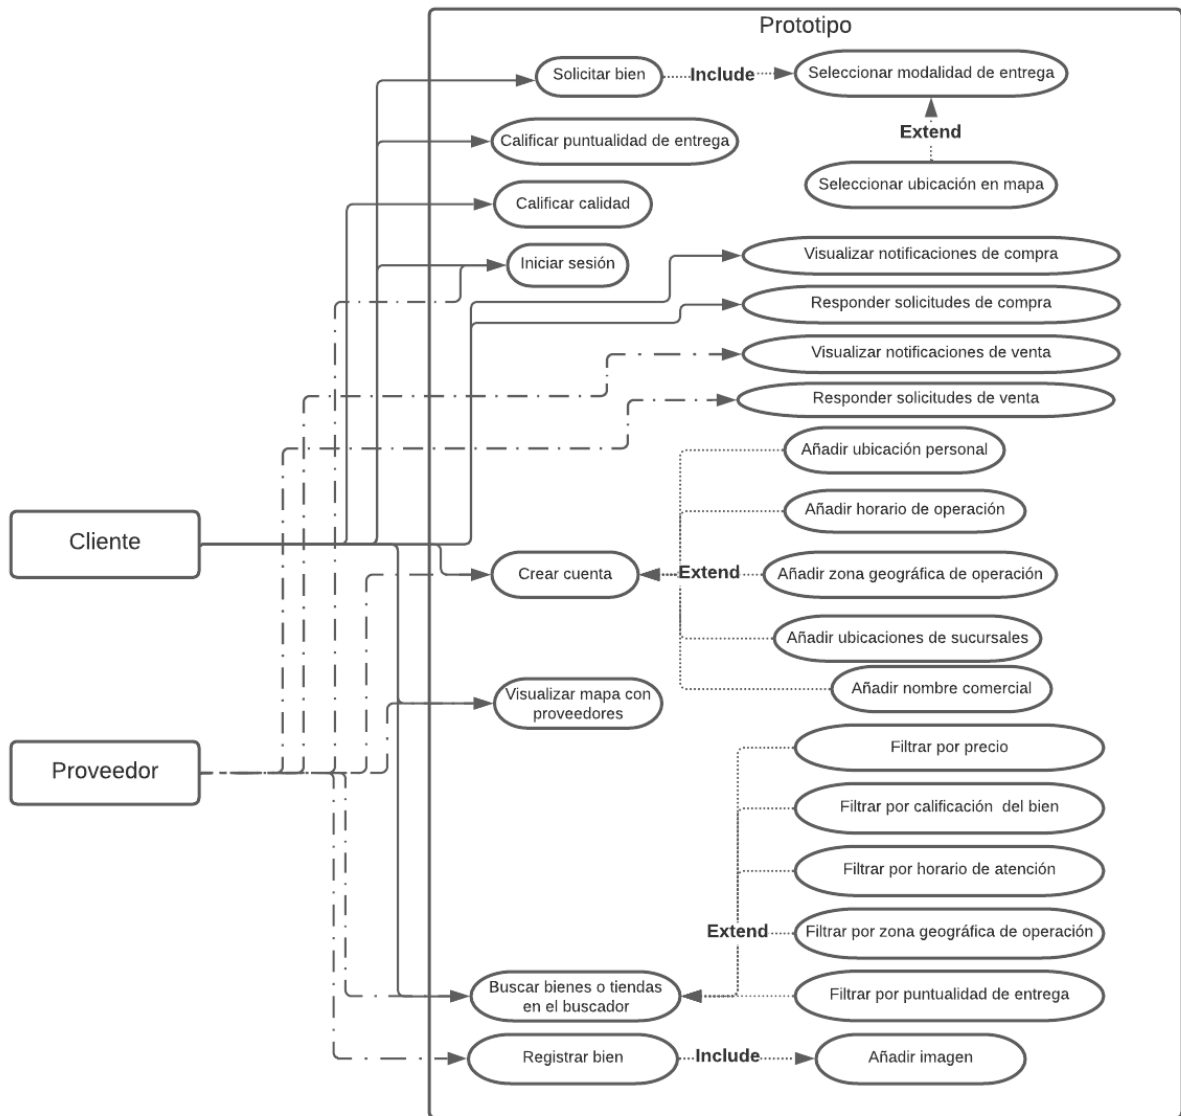 Prototipo
Solicitar bien
Include
Seleccionar modalidad de entrega
Extend
Calificar puntualidad de entrega
Seleccionar ubicación en mapa
Calificar calidad
Iniciar sesión
Visualizar notificaciones de compra
Responder solicitudes de compra
Visualizar notificaciones de venta
Responder solicitudes de venta
Añadir ubicación personal
Añadir horario de operación
Cliente
Crear cuenta
Extend
Añadir zona geográfica de operación
Añadir ubicaciones de sucursales
Añadir nombre comercial
Visualizar mapa con
proveedores
Proveedor
Filtrar por precio
Filtrar por calificación del bien
Filtrar por horario de atención
Extend
Filtrar por zona geográfica de operación
Buscar bienes o tiendas
en el buscador
Filtrar por puntualidad de entrega
Registrar bien
Include
Añadir imagen